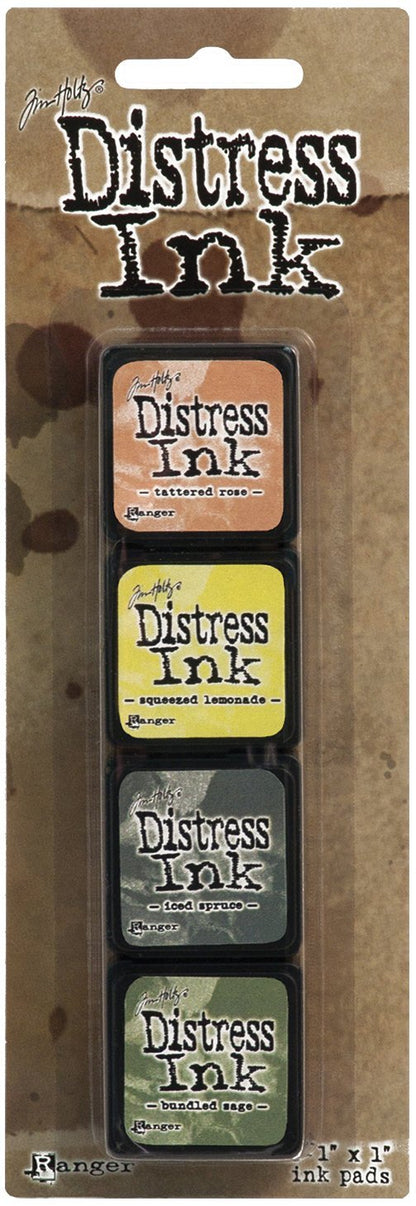 Tim Holtz®
Distress
Ink
Tim Holtz®
Distress
Ink
– tattered rose –
Ranger
Tim Holtz®
Distress
Ink
– squeezed lemonade –
Ranger
Tim Holtz®
Distress
Ink
– iced spruce –
Ranger
Tim Holtz®
Distress
Ink
– bundled sage –
Ranger
Ranger
1" x 1"
ink pads